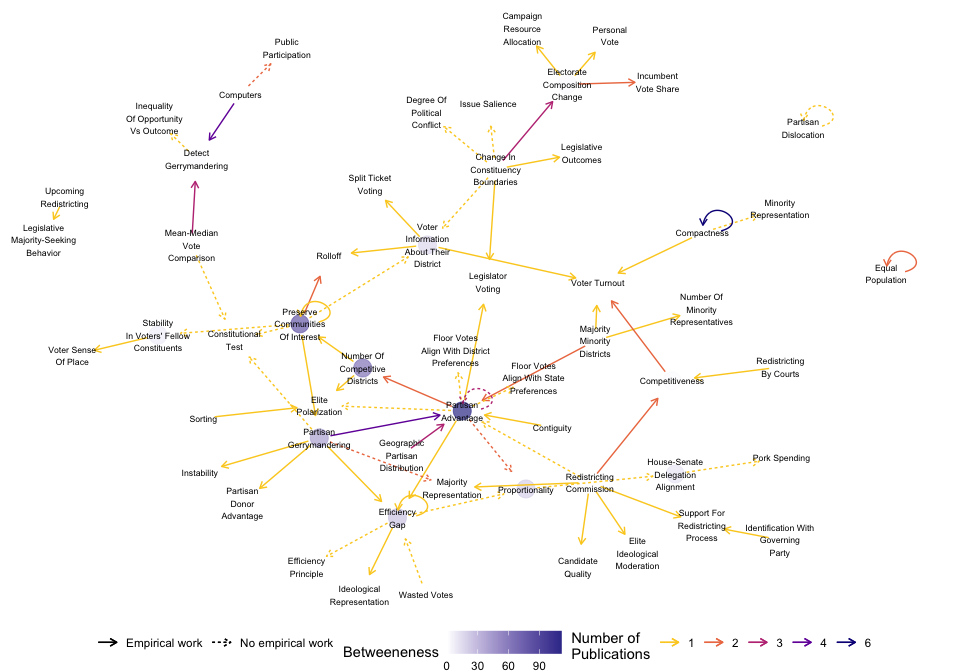 Campaign
Resource
Allocation
Personal
Vote
Public
Participation
Electorate
Composition
Change
Incumbent
Vote Share
Computers
Inequality
Of Opportunity
Vs Outcome
Degree Of
Political
Conflict
Issue Salience
Partisan
Dislocation
Detect
Gerrymandering
Change In
Constituency
Boundaries
Legislative
Outcomes
Split Ticket
Voting
Upcoming
Redistricting
Legislative
Majority-Seeking
Behavior
Mean-Median
Vote
Comparison
Voter
Information
About Their
District
Minority
Representation
Compactness
Rolloff
Legislator
Voting
Voter Turnout
Equal
Population
Number Of
Minority
Representatives
Preserve
Communities
Of Interest
Stability
In Voters' Fellow
Constituents
Constitutional
Test
Voter Sense
Of Place
Floor Votes
Align With District
Preferences
Majority
Minority
Districts
Number Of
Competitive
Districts
Floor Votes
Align With State
Preferences
Redistricting
By Courts
Competitiveness
Elite
Polarization
Partisan
Advantage
Sorting
Partisan
Gerrymandering
Contiguity
Geographic
Partisan
Distribution
Instability
Partisan
Donor
Advantage
Majority
Representation
Proportionality
Redistricting
Commission
House-Senate
Delegation
Alignment
Pork Spending
Efficiency
Gap
Support For
Redistricting
Process
Identification With
Governing
Party
Elite
Ideological
Moderation
Candidate
Quality
Efficiency
Principle
Ideological
Representation
Wasted Votes
Empirical work
No empirical work
Betweeness
0 30 60 90
Number of
Publications
1 2 3 4 6